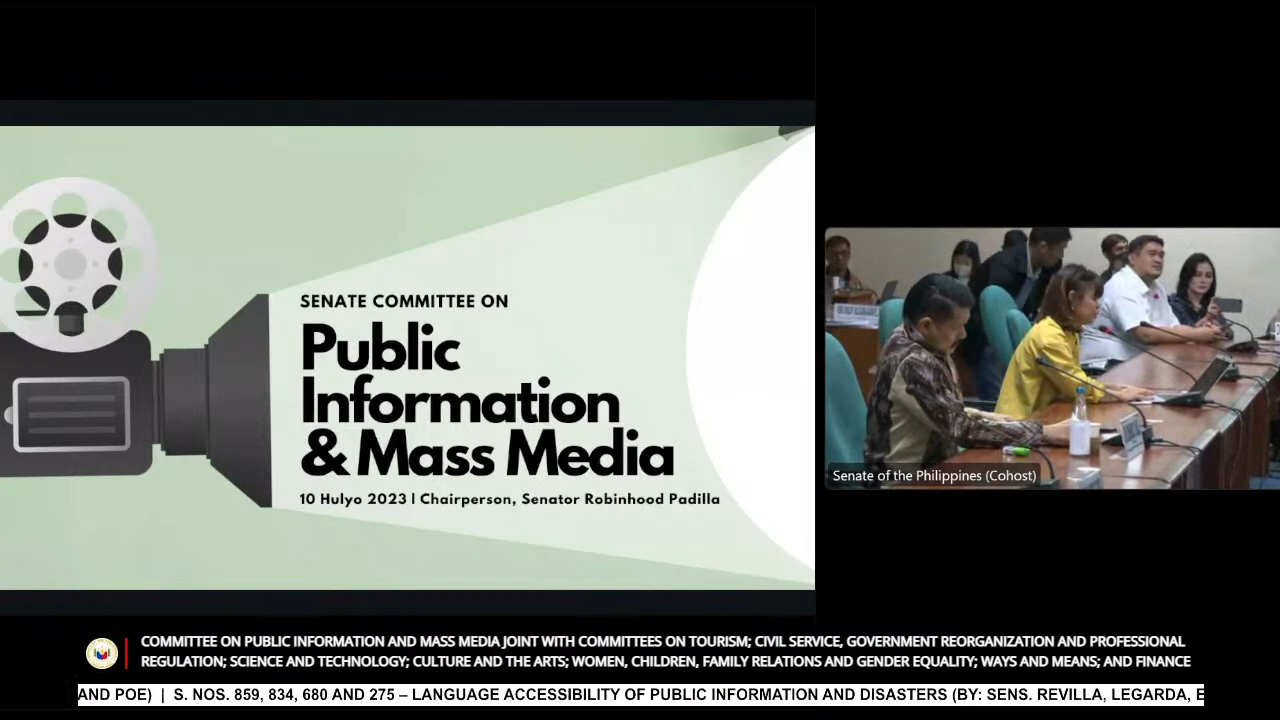 SENATE COMMITTEE ON
Public
Information
& Mass Media
10 Hulyo 2023 | Chairperson, Senator Robinhood Padilla
Senate of the Philippines (Cohost)
COMMITTEE ON PUBLIC INFORMATION AND MASS MEDIA JOINT WITH COMMITTEES ON TOURISM; CIVIL SERVICE, GOVERNMENT REORGANIZATION AND PROFESSIONAL
REGULATION; SCIENCE AND TECHNOLOGY; CULTURE AND THE ARTS; WOMEN, CHILDREN, FAMILY RELATIONS AND GENDER EQUALITY; WAYS AND MEANS; AND FINANCE
AND POE) | S. NOS. 859, 834, 680 AND 275 – LANGUAGE ACCESSIBILITY OF PUBLIC INFORMATION AND DISASTERS (BY: SENS. REVILLA, LEGARDA, E